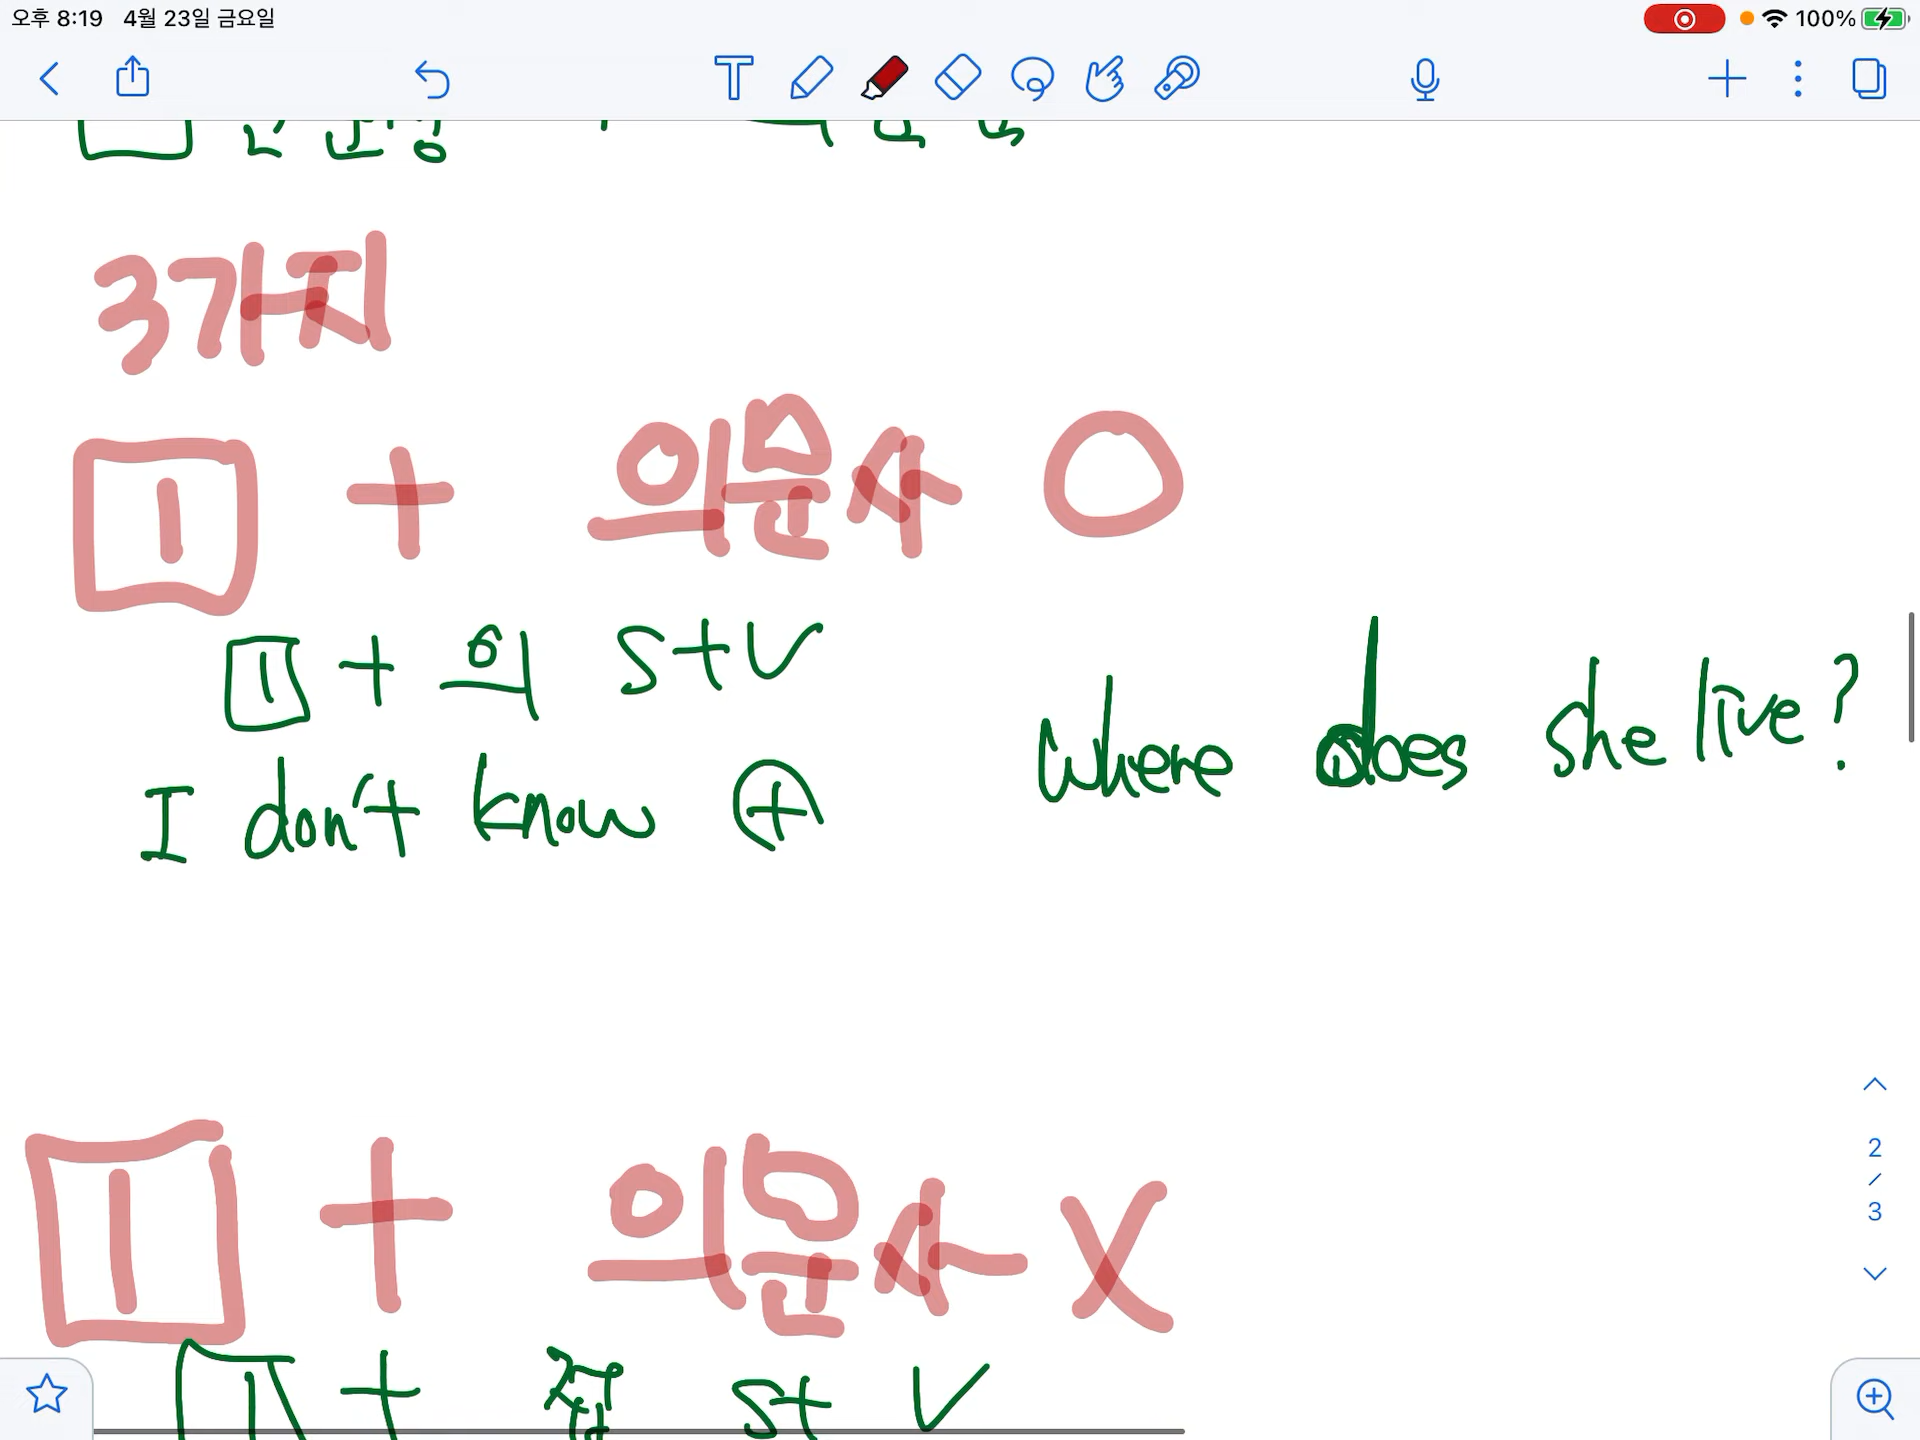 오후 8:19 4월 23일 금요일 100%
3가지
1 + 의문사 O
1 + 의 S+V
I don't know + Where does she live?
1 + 의문사 X
1 + 접 S+ V
2
/
3